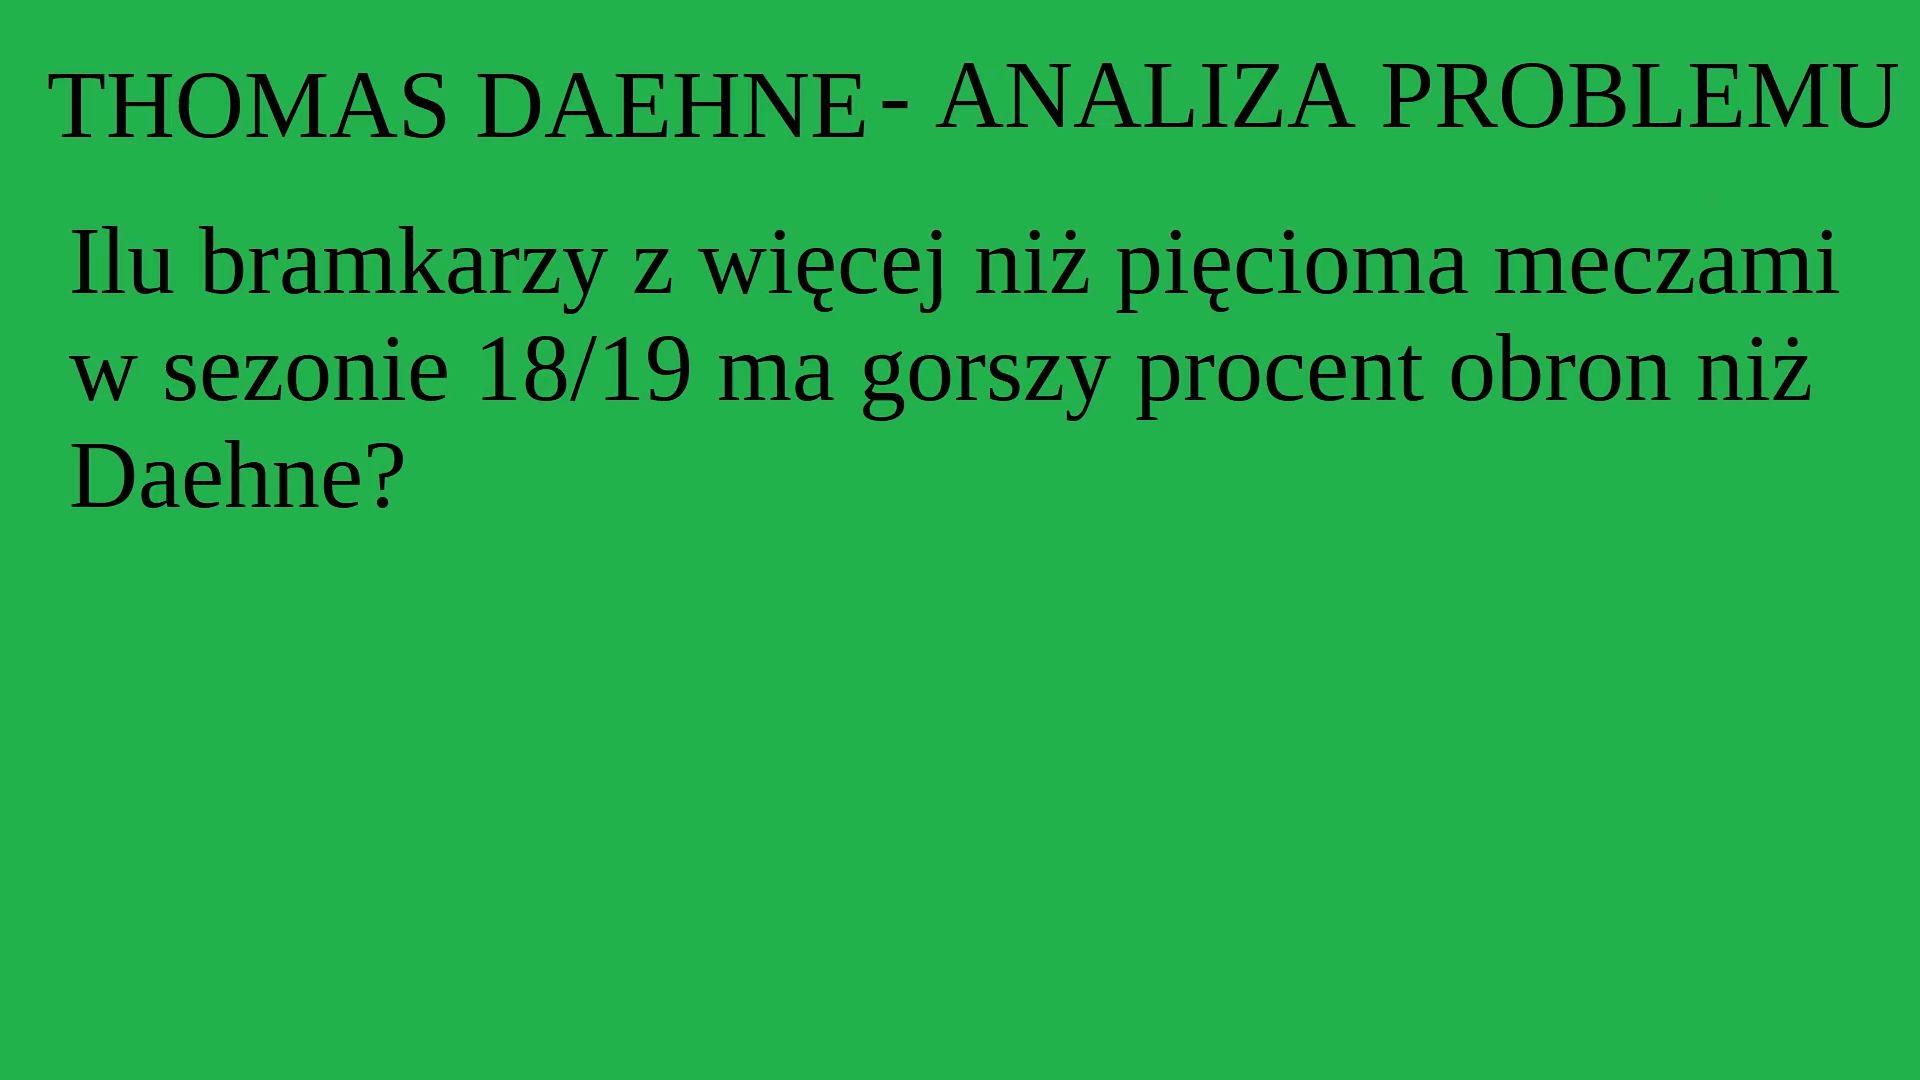 THOMAS DAEHNE - ANALIZA PROBLEMU
Ilu bramkarzy z więcej niż pięcioma meczami
w sezonie 18/19 ma gorszy procent obron niż
Daehne?